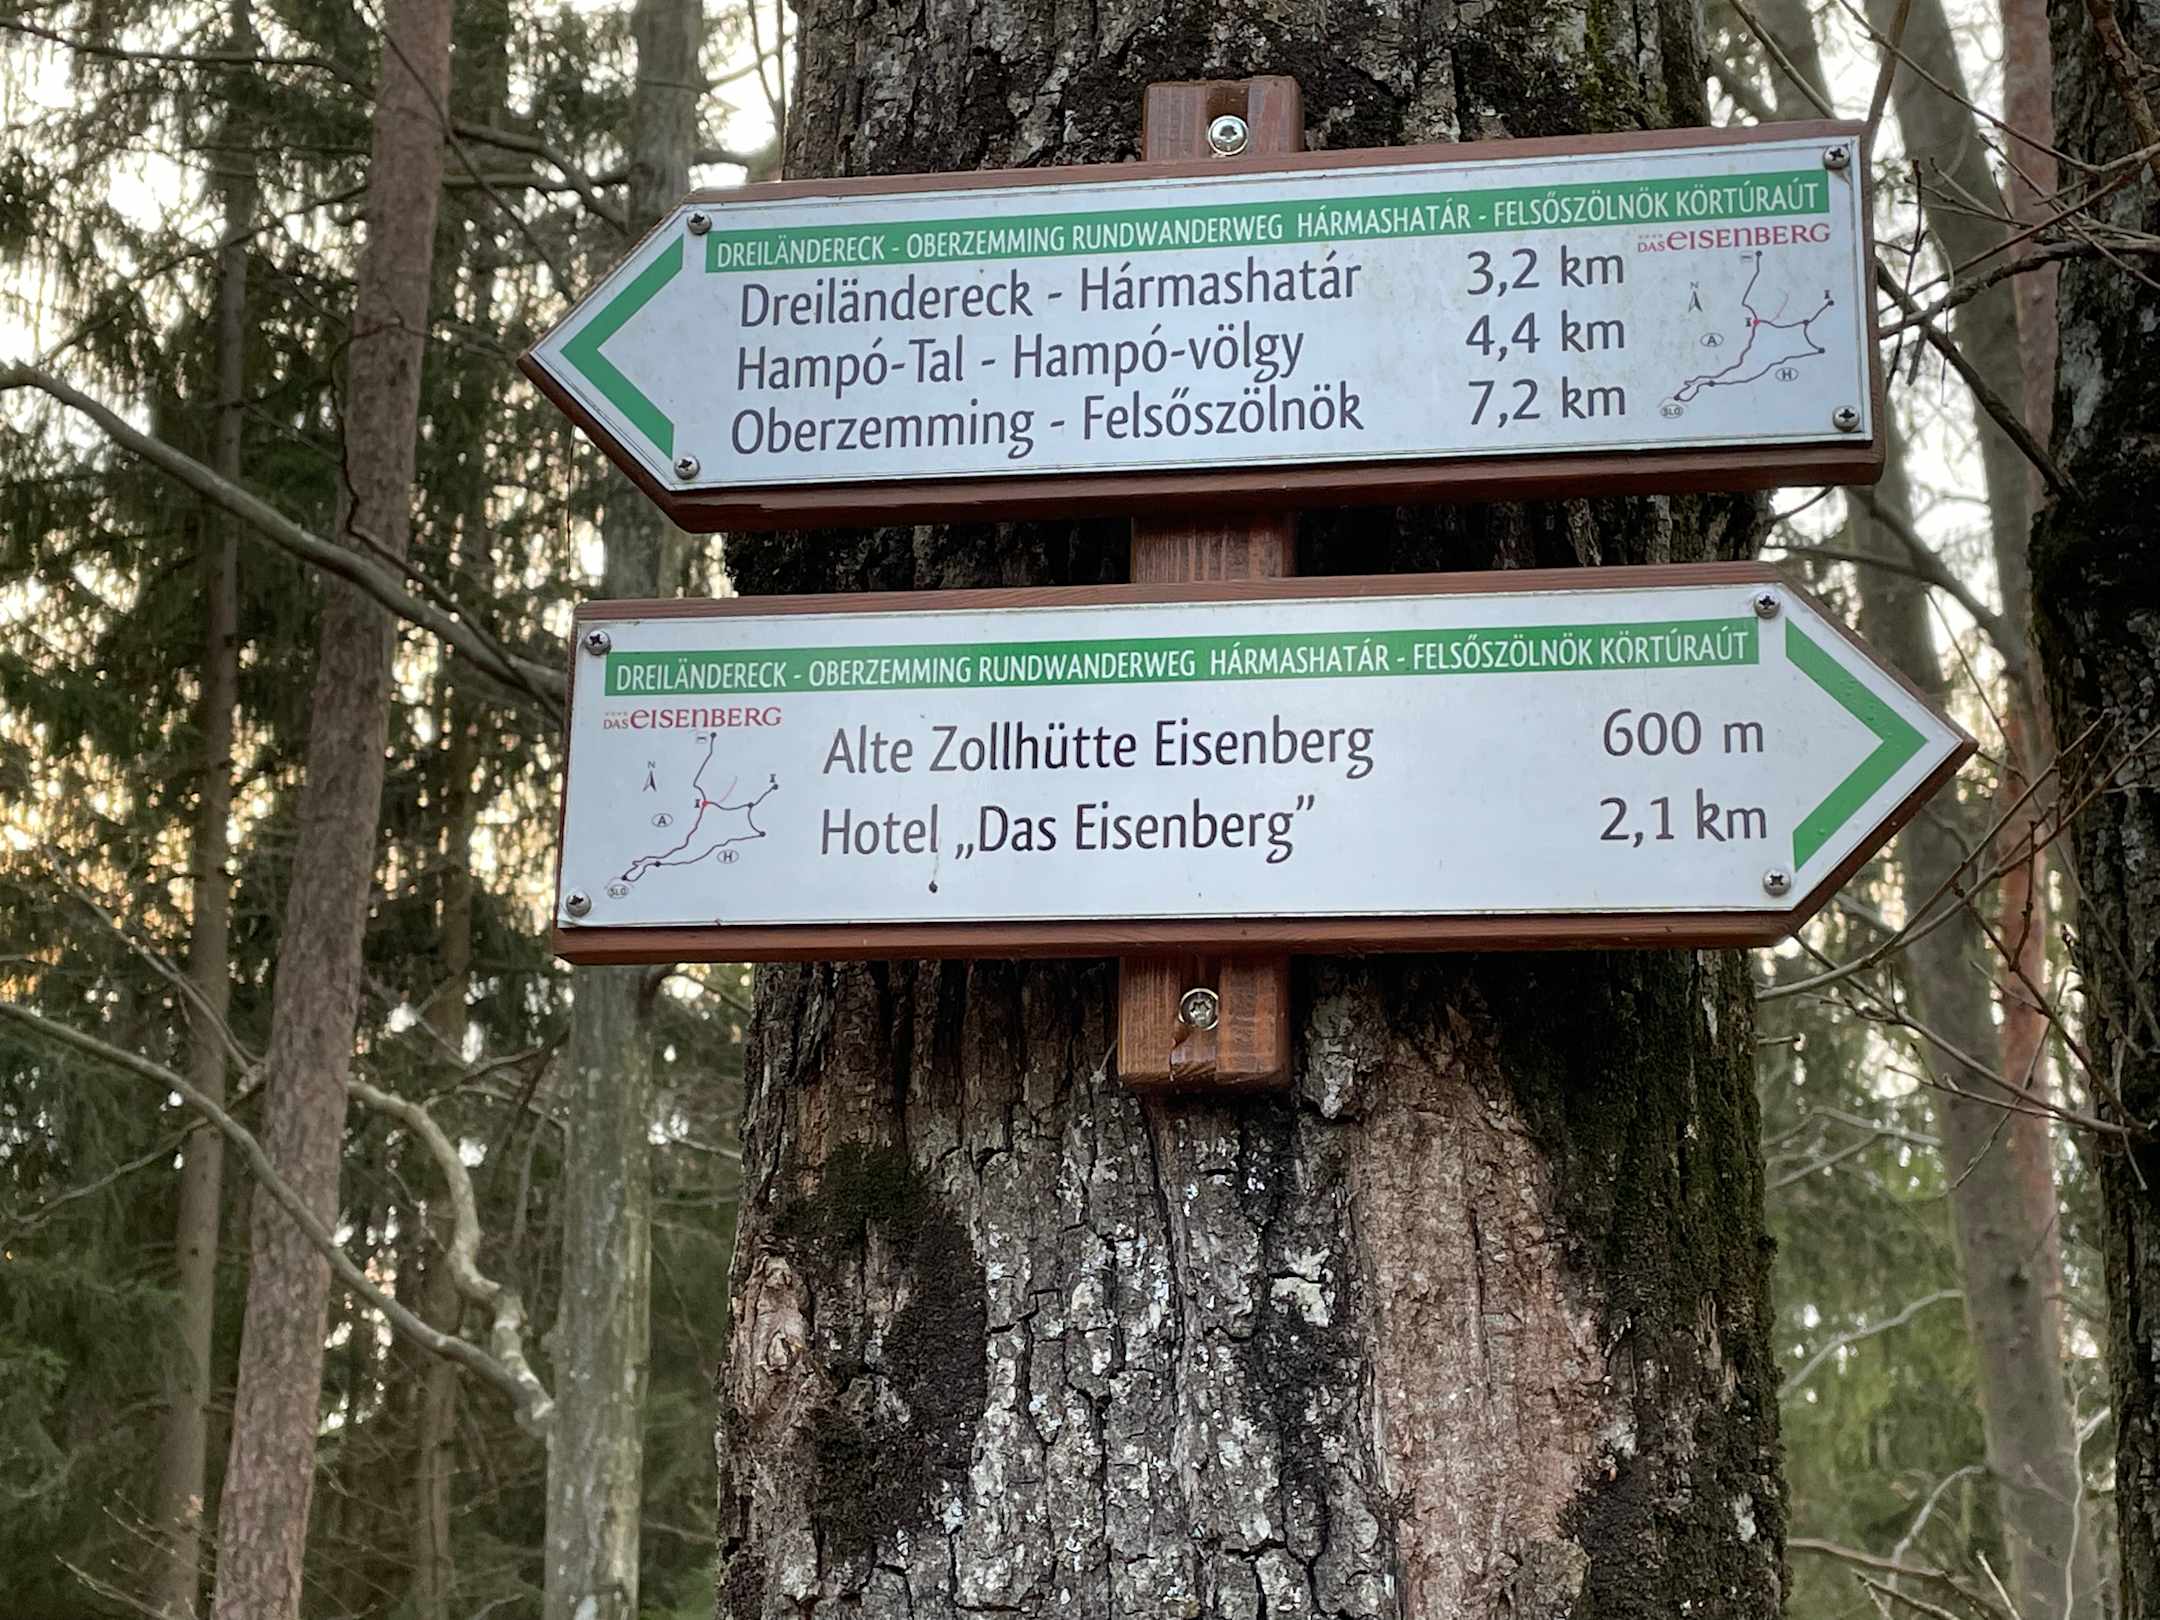 DREILÄNDERECK - OBERZEMMING RUNDWANDERWEG HÁRMASHATÁR - FELSŐSZÖLNÖK KÖRTÚRAÚT
DAS EISENBERG
Dreiländereck - Hármashatár 3,2 km
Hampó-Tal - Hampó-völgy 4,4 km
Oberzemming - Felsőszölnök 7,2 km
N
A
H
SLO
DREILÄNDERECK - OBERZEMMING RUNDWANDERWEG HÁRMASHATÁR - FELSŐSZÖLNÖK KÖRTÚRAÚT
DAS EISENBERG
Alte Zollhütte Eisenberg 600 m
Hotel „Das Eisenberg” 2,1 km
N
A
H
SLO